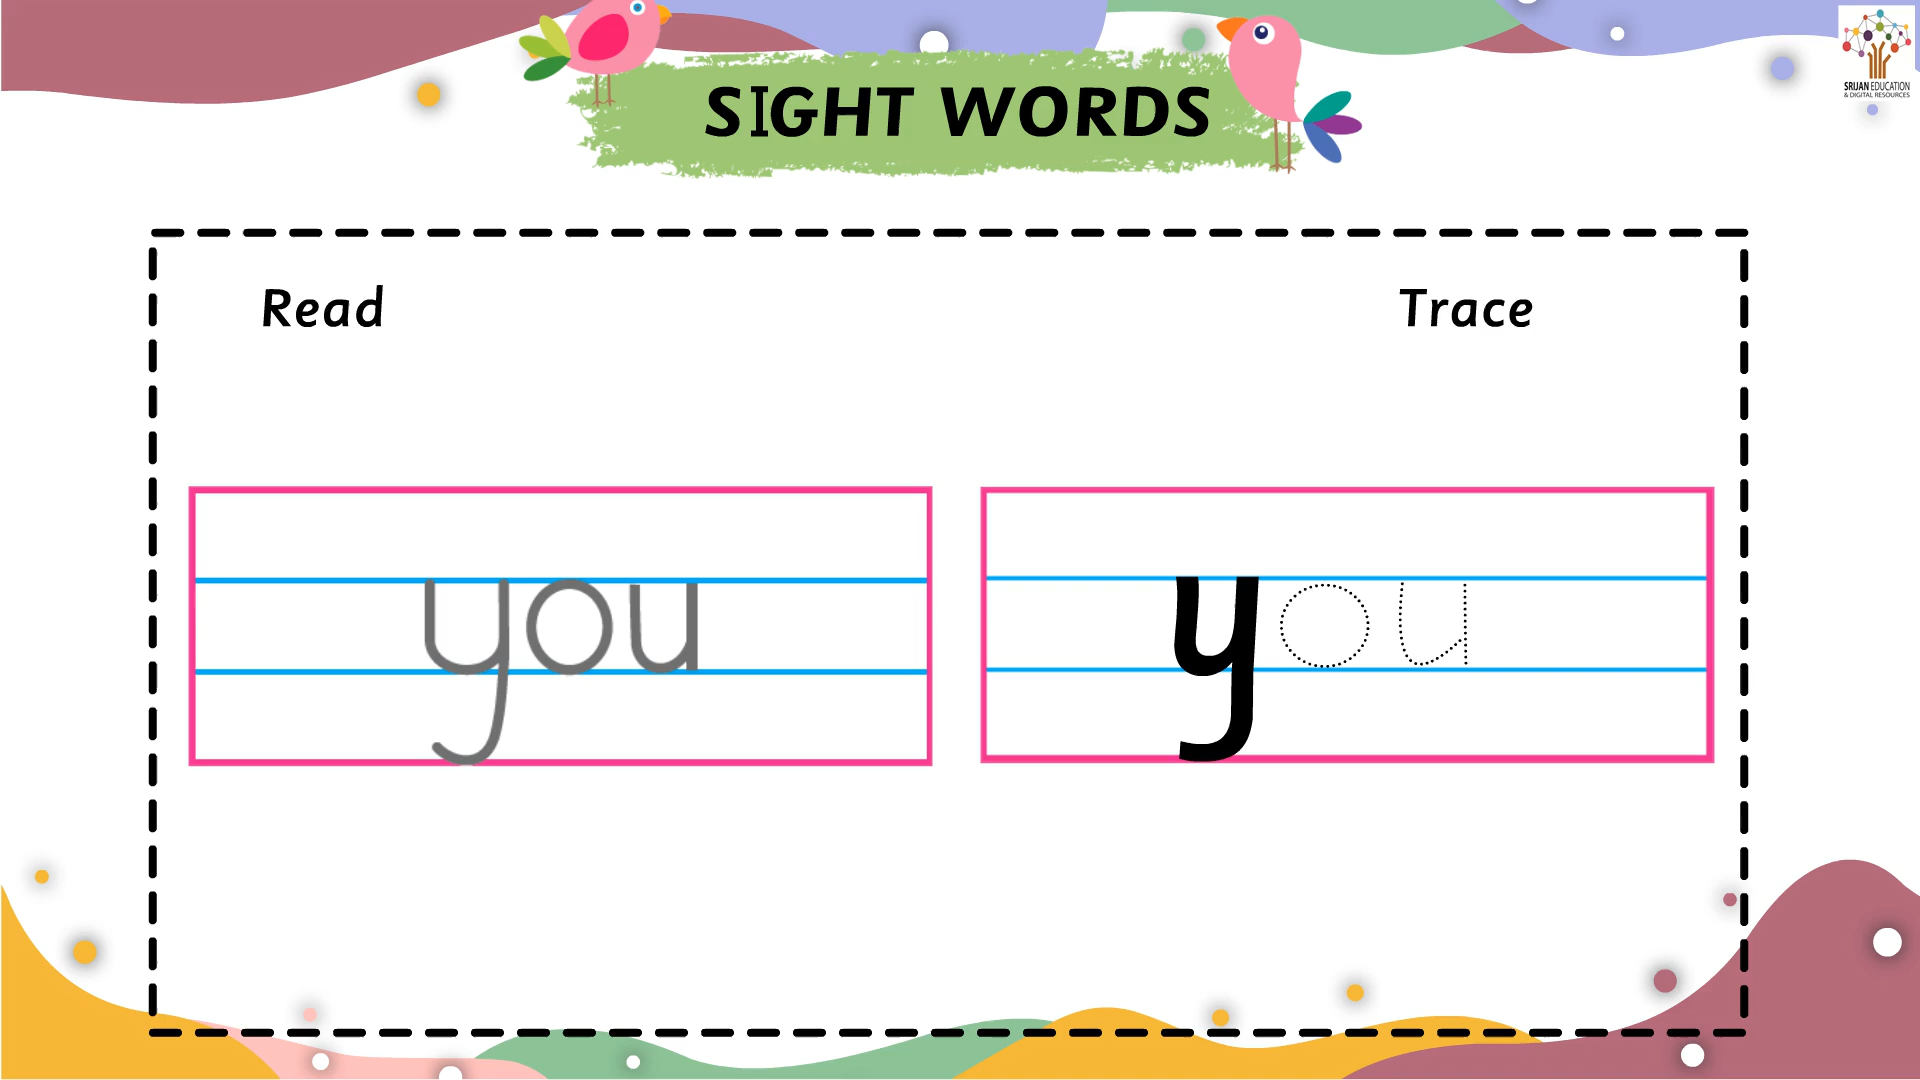 SIGHT WORDS
SRIJAN EDUCATION
& DIGITAL RESOURCES
Read
Trace
you
you